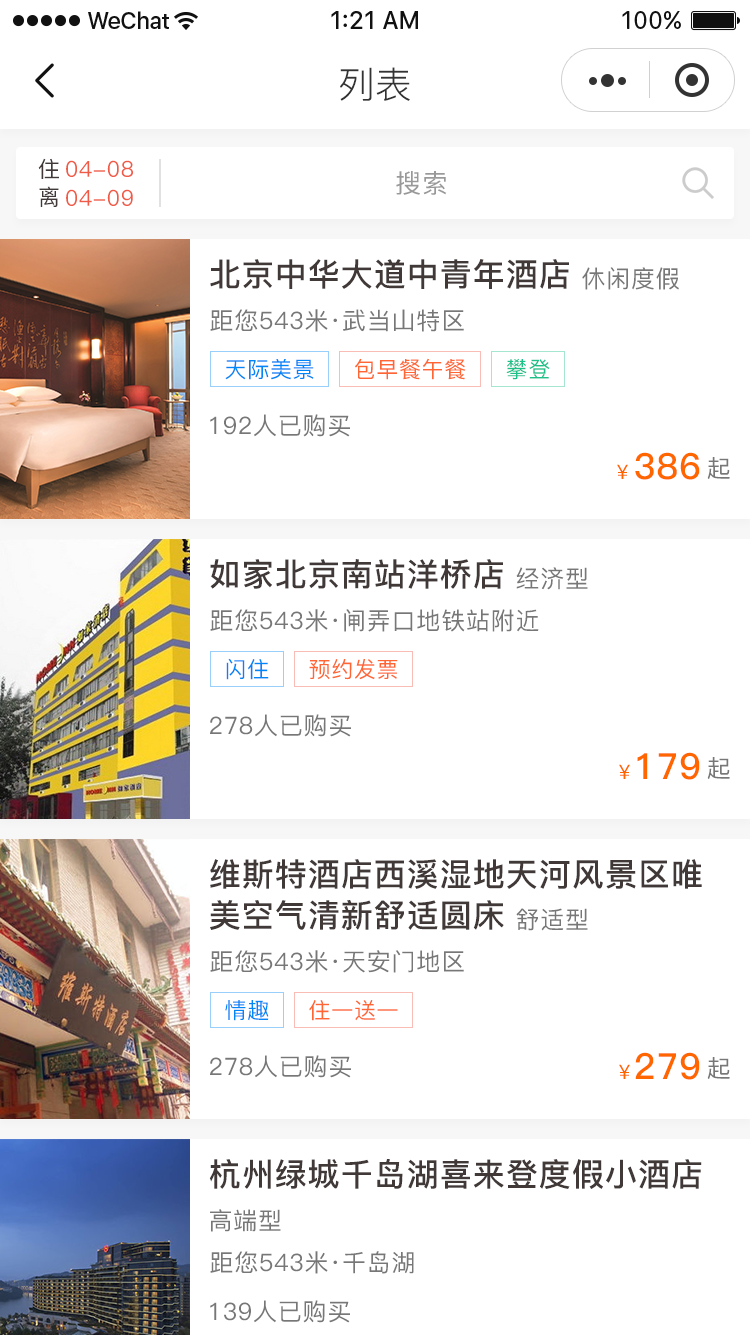 WeChat 1:21 AM 100%
列表
住 04-08
离 04-09
搜索
北京中华大道中青年酒店 休闲度假
距您543米·武当山特区
天际美景 包早餐午餐 攀登
192人已购买
¥386起
如家北京南站洋桥店 经济型
距您543米·闸弄口地铁站附近
闪住 预约发票
278人已购买
¥179起
维斯特酒店西溪湿地天河风景区唯
美空气清新舒适圆床 舒适型
距您543米·天安门地区
情趣 住一送一
278人已购买
¥279起
维斯特酒店
杭州绿城千岛湖喜来登度假小酒店
高端型
距您543米·千岛湖
139人已购买